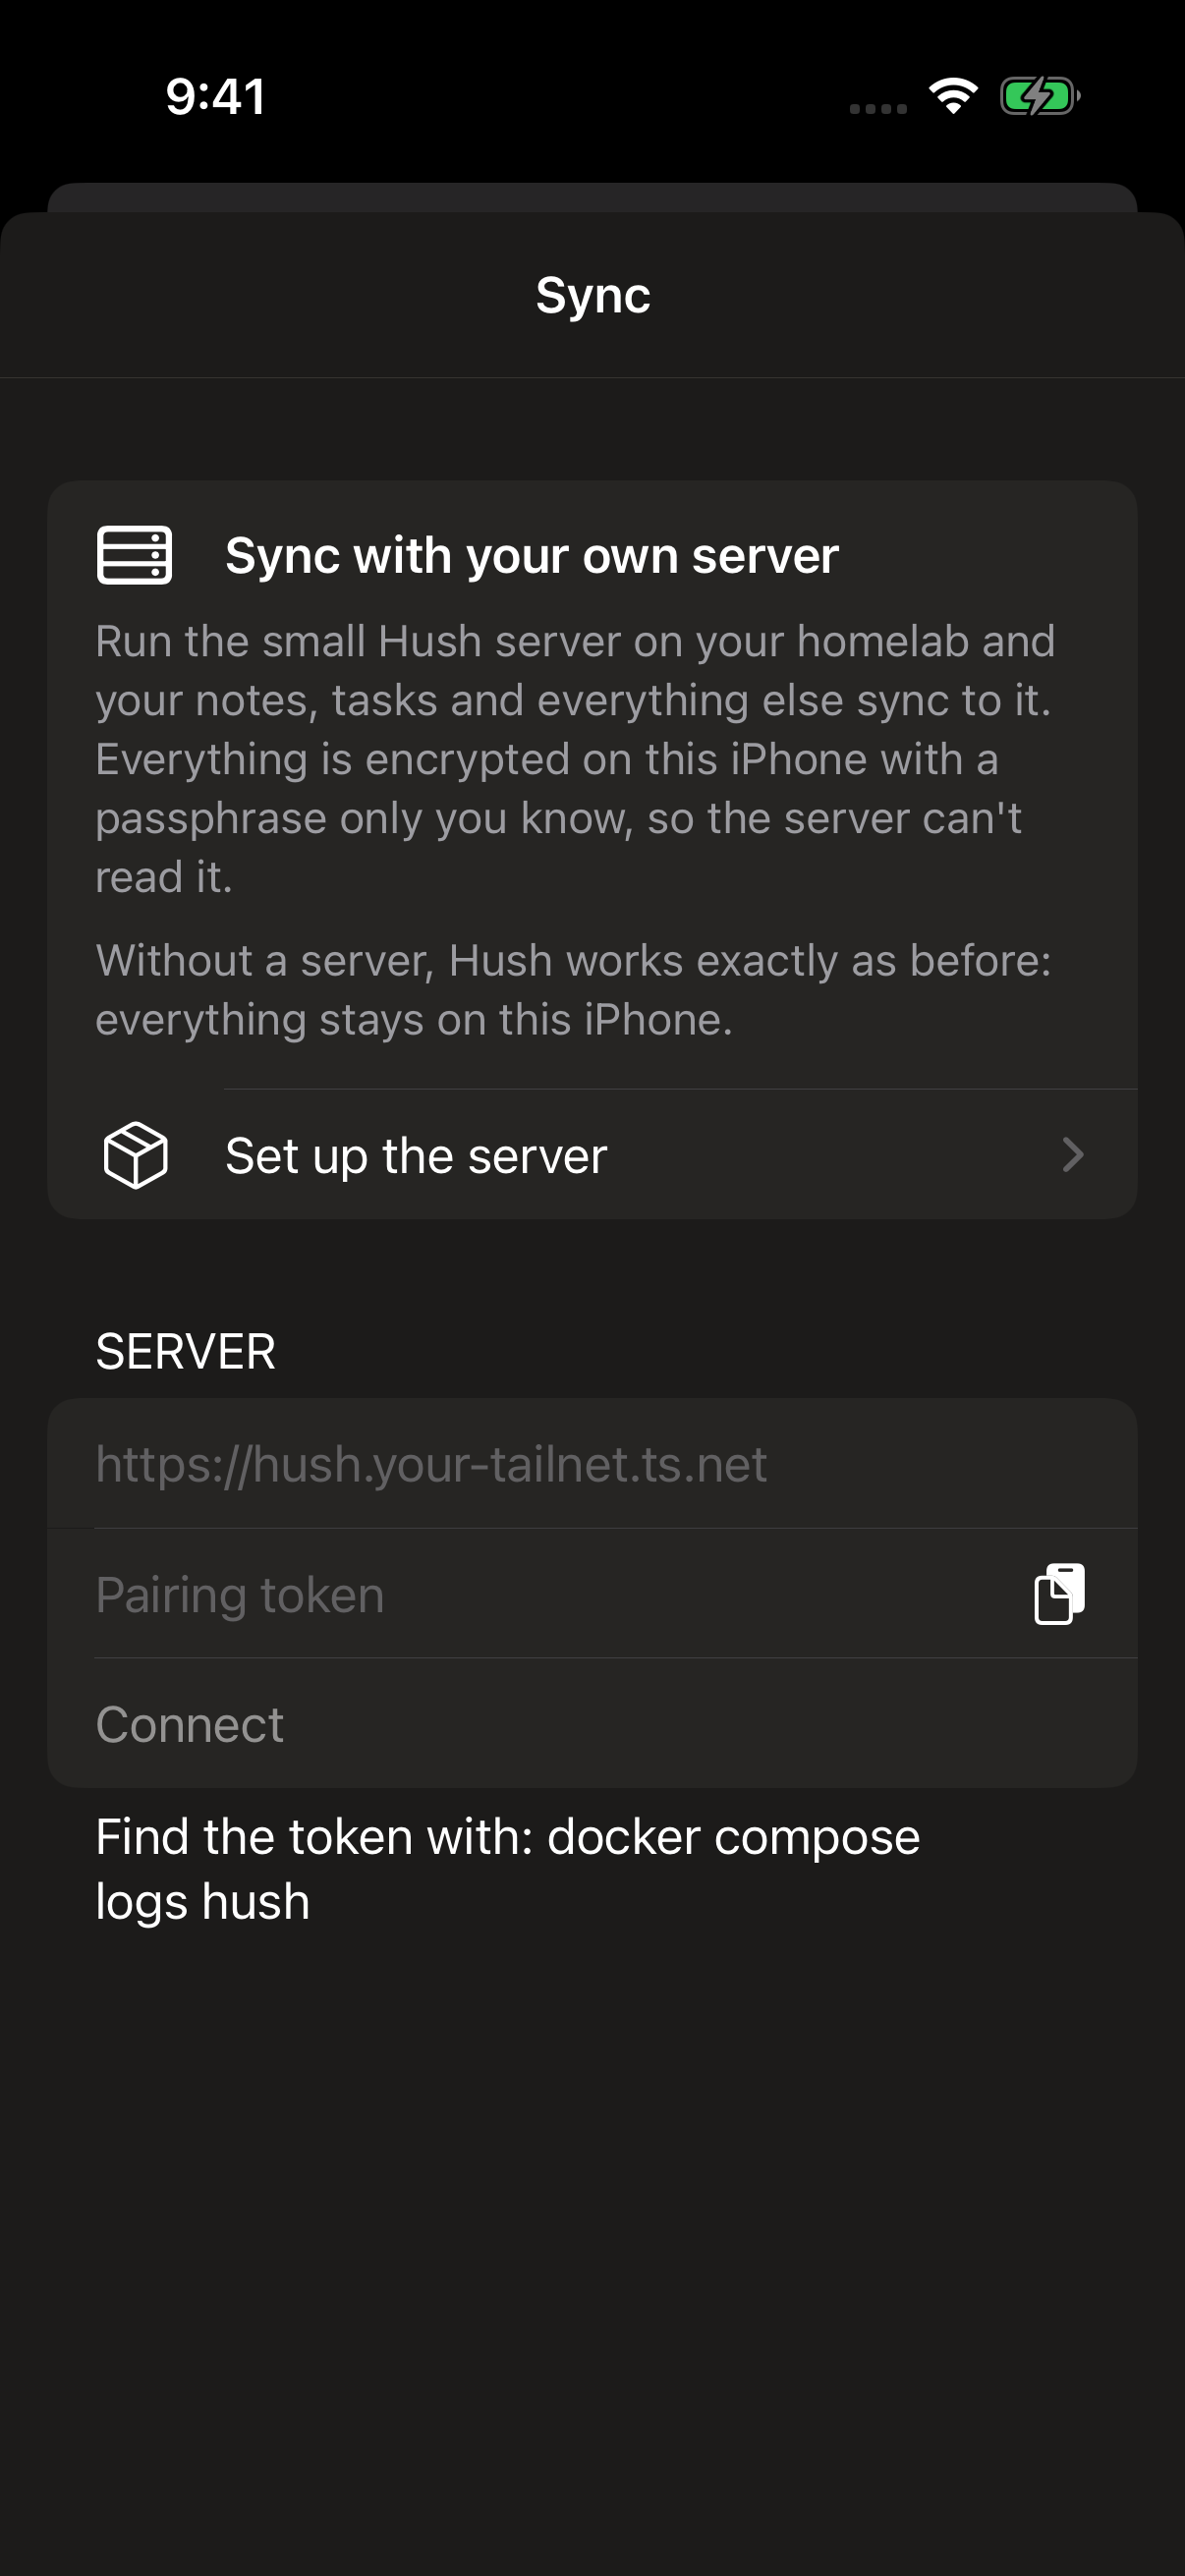 9:41
Sync
Sync with your own server
Run the small Hush server on your homelab and
your notes, tasks and everything else sync to it.
Everything is encrypted on this iPhone with a
passphrase only you know, so the server can't
read it.
Without a server, Hush works exactly as before:
everything stays on this iPhone.
Set up the server
SERVER
https://hush.your-tailnet.ts.net
Pairing token
Connect
Find the token with: docker compose
logs hush